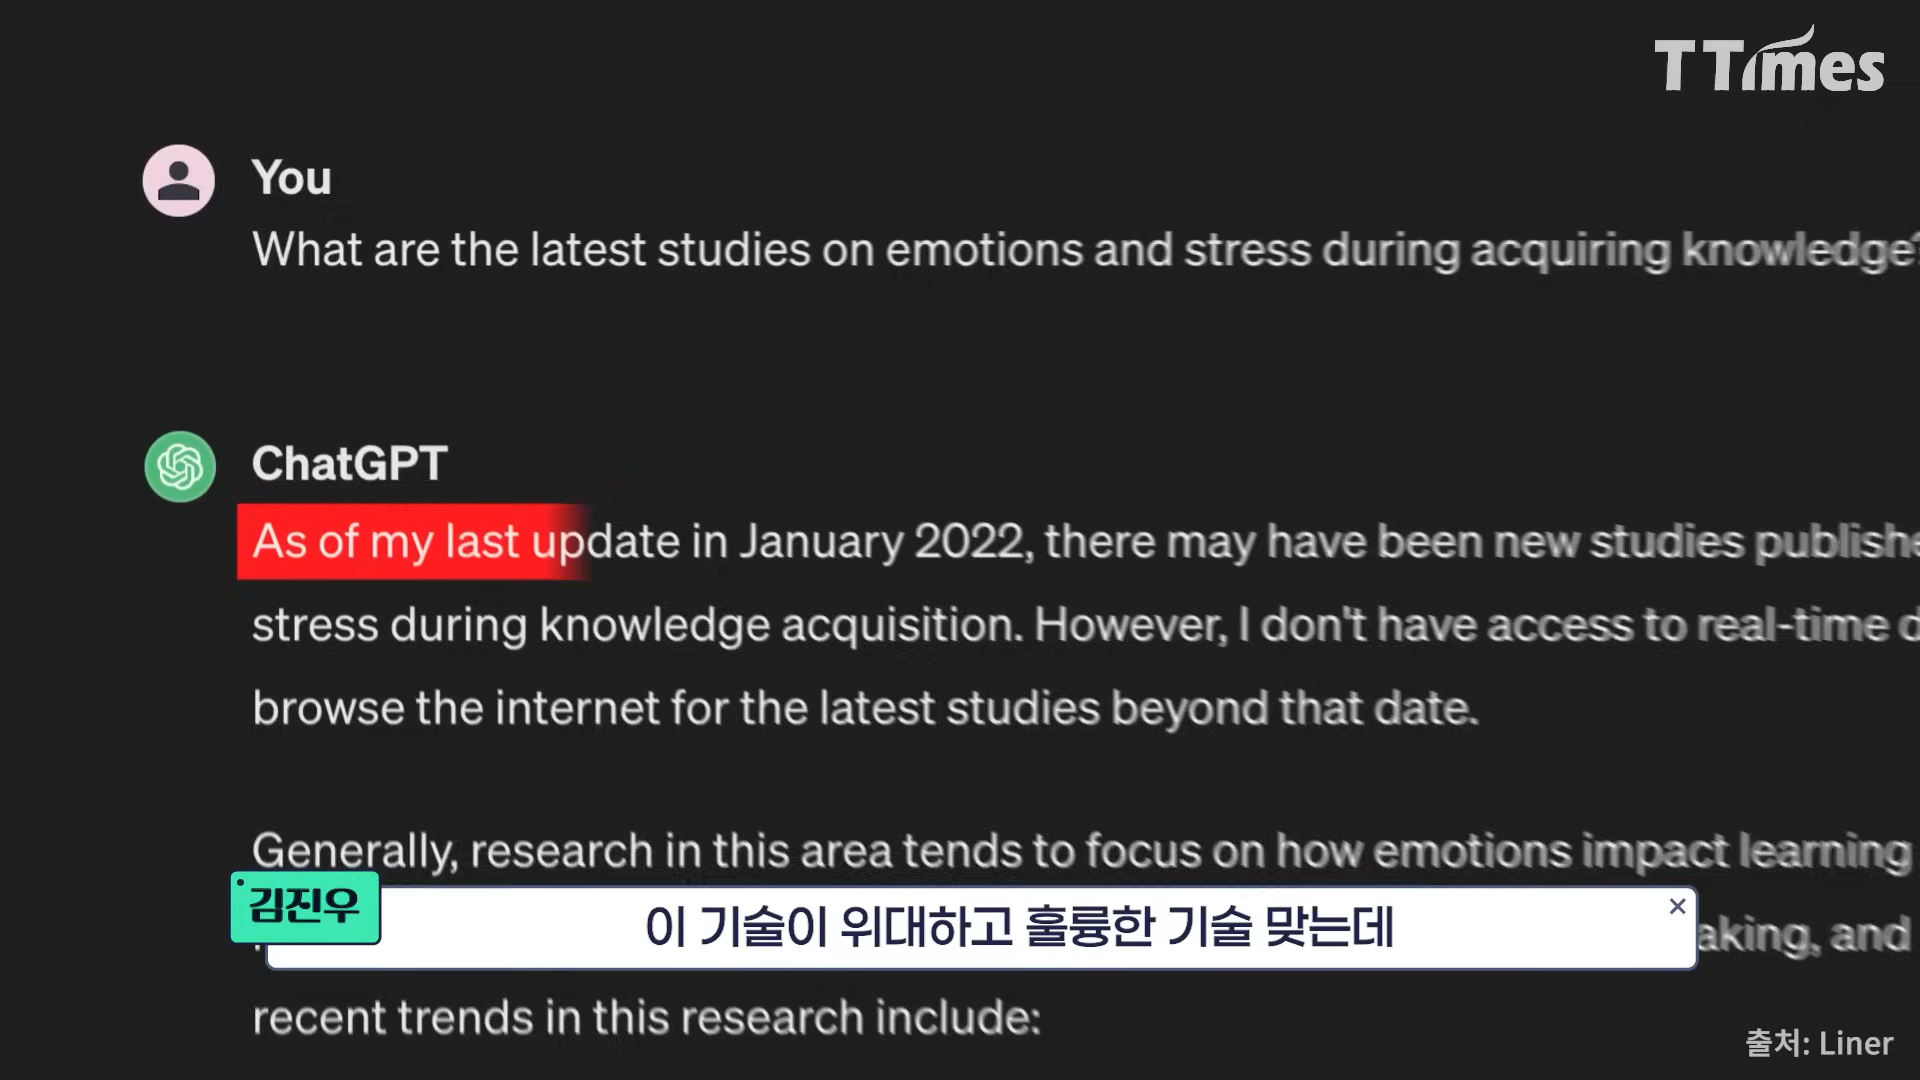 TTimes
You
What are the latest studies on emotions and stress during acquiring knowledge?
ChatGPT
As of my last update in January 2022, there may have been new studies
stress during knowledge acquisition. However, I don't have access to real-time
browse the internet for the latest studies beyond that date.
Generally, research in this area tends to focus on how emotions impact learning
김진우
이 기술이 위대하고 훌륭한 기술 맞는데
and
recent trends in this research include:
출처: Liner